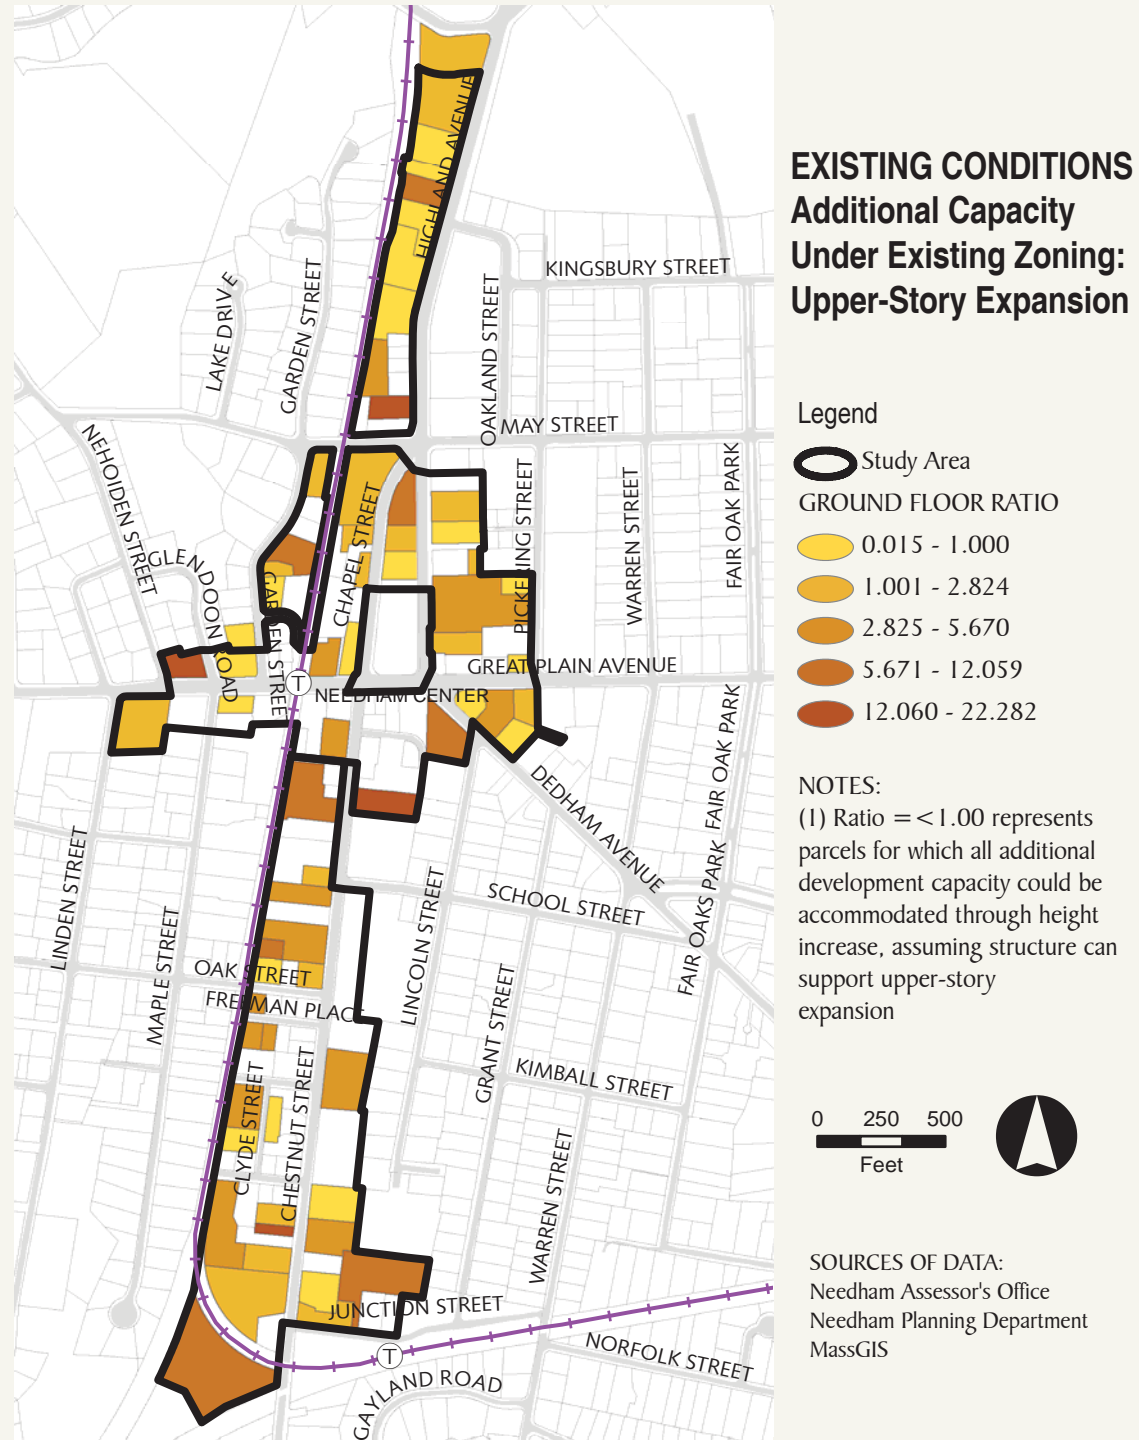 EXISTING CONDITIONS
Additional Capacity
Under Existing Zoning:
Upper-Story Expansion
Legend
Study Area
GROUND FLOOR RATIO
0.015 - 1.000
1.001 - 2.824
2.825 - 5.670
5.671 - 12.059
12.060 - 22.282
NOTES:
(1) Ratio =<1.00 represents
parcels for which all additional
development capacity could be
accommodated through height
increase, assuming structure can
support upper-story
expansion
0 250 500
Feet
SOURCES OF DATA:
Needham Assessor's Office
Needham Planning Department
MassGIS
HIGHLAND AVENUE
KINGSBURY STREET
LAKE DRIVE
GARDEN STREET
OAKLAND STREET
MAY STREET
NEHOIDEN STREET
GLENDOON ROAD
GARDEN STREE
CHAPEL STREET
PICKERING STREET
WARREN STREET
FAIR OAK PARK
GREAT PLAIN AVENUE
T
NEEDHAM CENTER
FAIR OAK PARK
DEDHAM AVENUE
LINDEN STREET
MAPLE STREET
SCHOOL STREET
LINCOLN STREET
FAIR OAKS PARK
OAK STREET
FREEMAN PLACE
GRANT STREET
KIMBALL STREET
CLYDE STREET
CHESTNUT STREET
WARREN STREET
JUNCTION STREET
T
NORFOLK STREET
GAYLAND ROAD